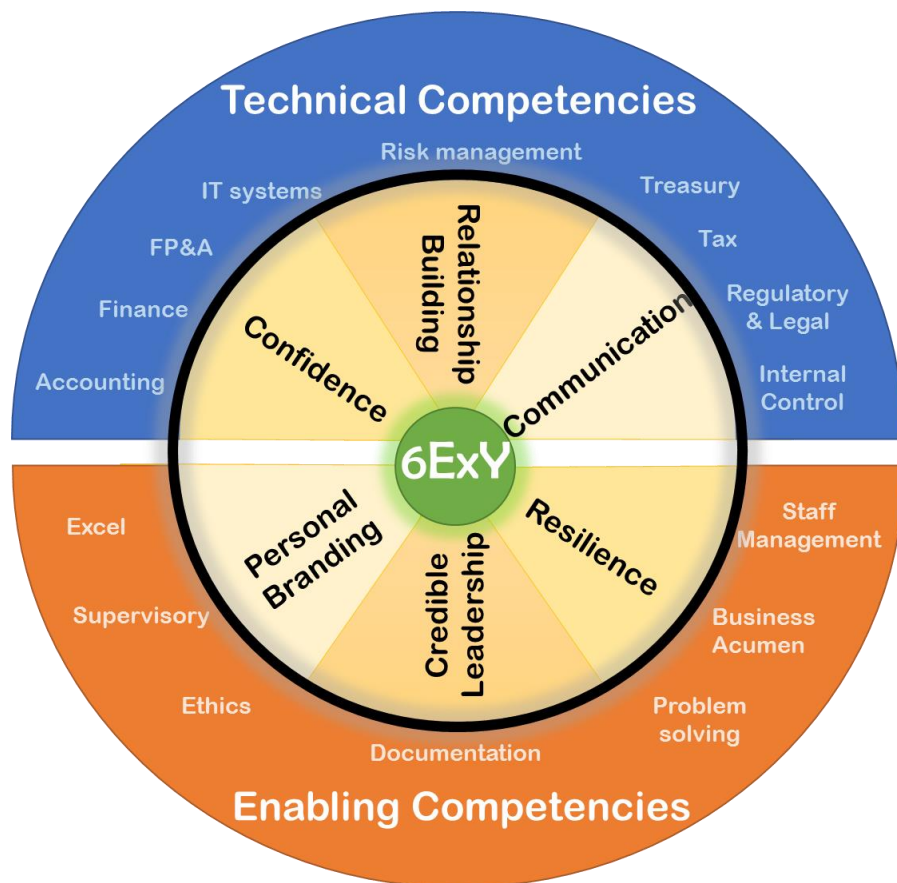 Technical Competencies
Risk management
IT systems
Treasury
FP&A
Tax
Finance
Regulatory
& Legal
Accounting
Internal
Control
Relationship
Building
Confidence
Communication
6ExY
Personal
Branding
Credible
Leadership
Resilience
Excel
Staff
Management
Supervisory
Business
Acumen
Ethics
Problem
solving
Documentation
Enabling Competencies